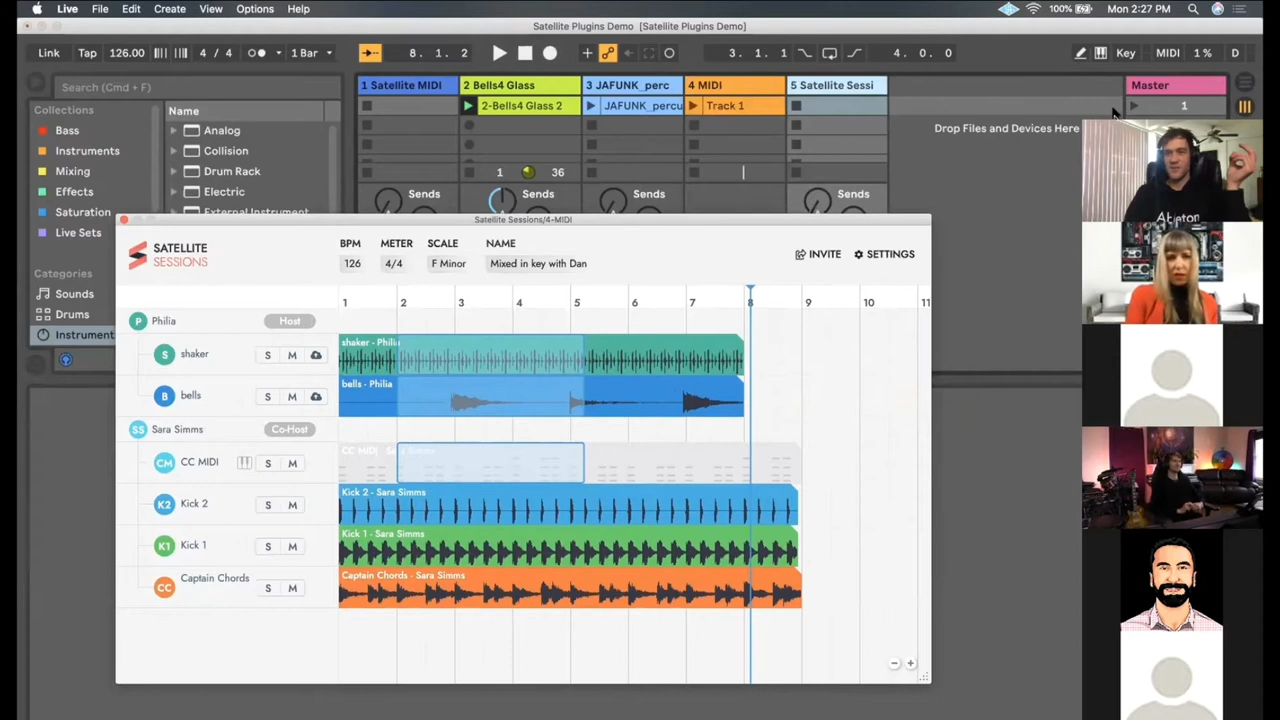 Live File Edit Create View Options Help
100% Mon 2:27 PM
Satellite Plugins Demo [Satellite Plugins Demo]
Link Tap 126.00 4 / 4 1 Bar 8. 1. 2 3. 1. 1 4. 0. 0 Key MIDI 1 % D
Search (Cmd + F)
Collections
Bass
Instruments
Mixing
Effects
Saturation
Live Sets
Categories
Sounds
Drums
Instrument
Name
Analog
Collision
Drum Rack
Electric
External Instrument
1 Satellite MIDI 2 Bells4 Glass 3 JAFUNK_perc 4 MIDI 5 Satellite Sessi Master
2-Bells4 Glass 2 JAFUNK_percu Track 1 1
Drop Files and Devices Here
1 36
Sends Sends Sends
Ableton
Satellite Sessions/4-MIDI
SATELLITE
SESSIONS
BPM METER SCALE NAME
126 4/4 F Minor Mixed in key with Dan
INVITE SETTINGS
1 2 3 4 5 6 7 8 9 10 11
P Philia Host
S shaker S M
shaker - Philia
B bells S M
bells - Philia
SS Sara Simms Co-Host
CM CC MIDI S M
K2 Kick 2 S M
Kick 2 - Sara Simms
K1 Kick 1 S M
Kick 1 - Sara Simms
CC Captain Chords S M
Captain Chords - Sara Simms